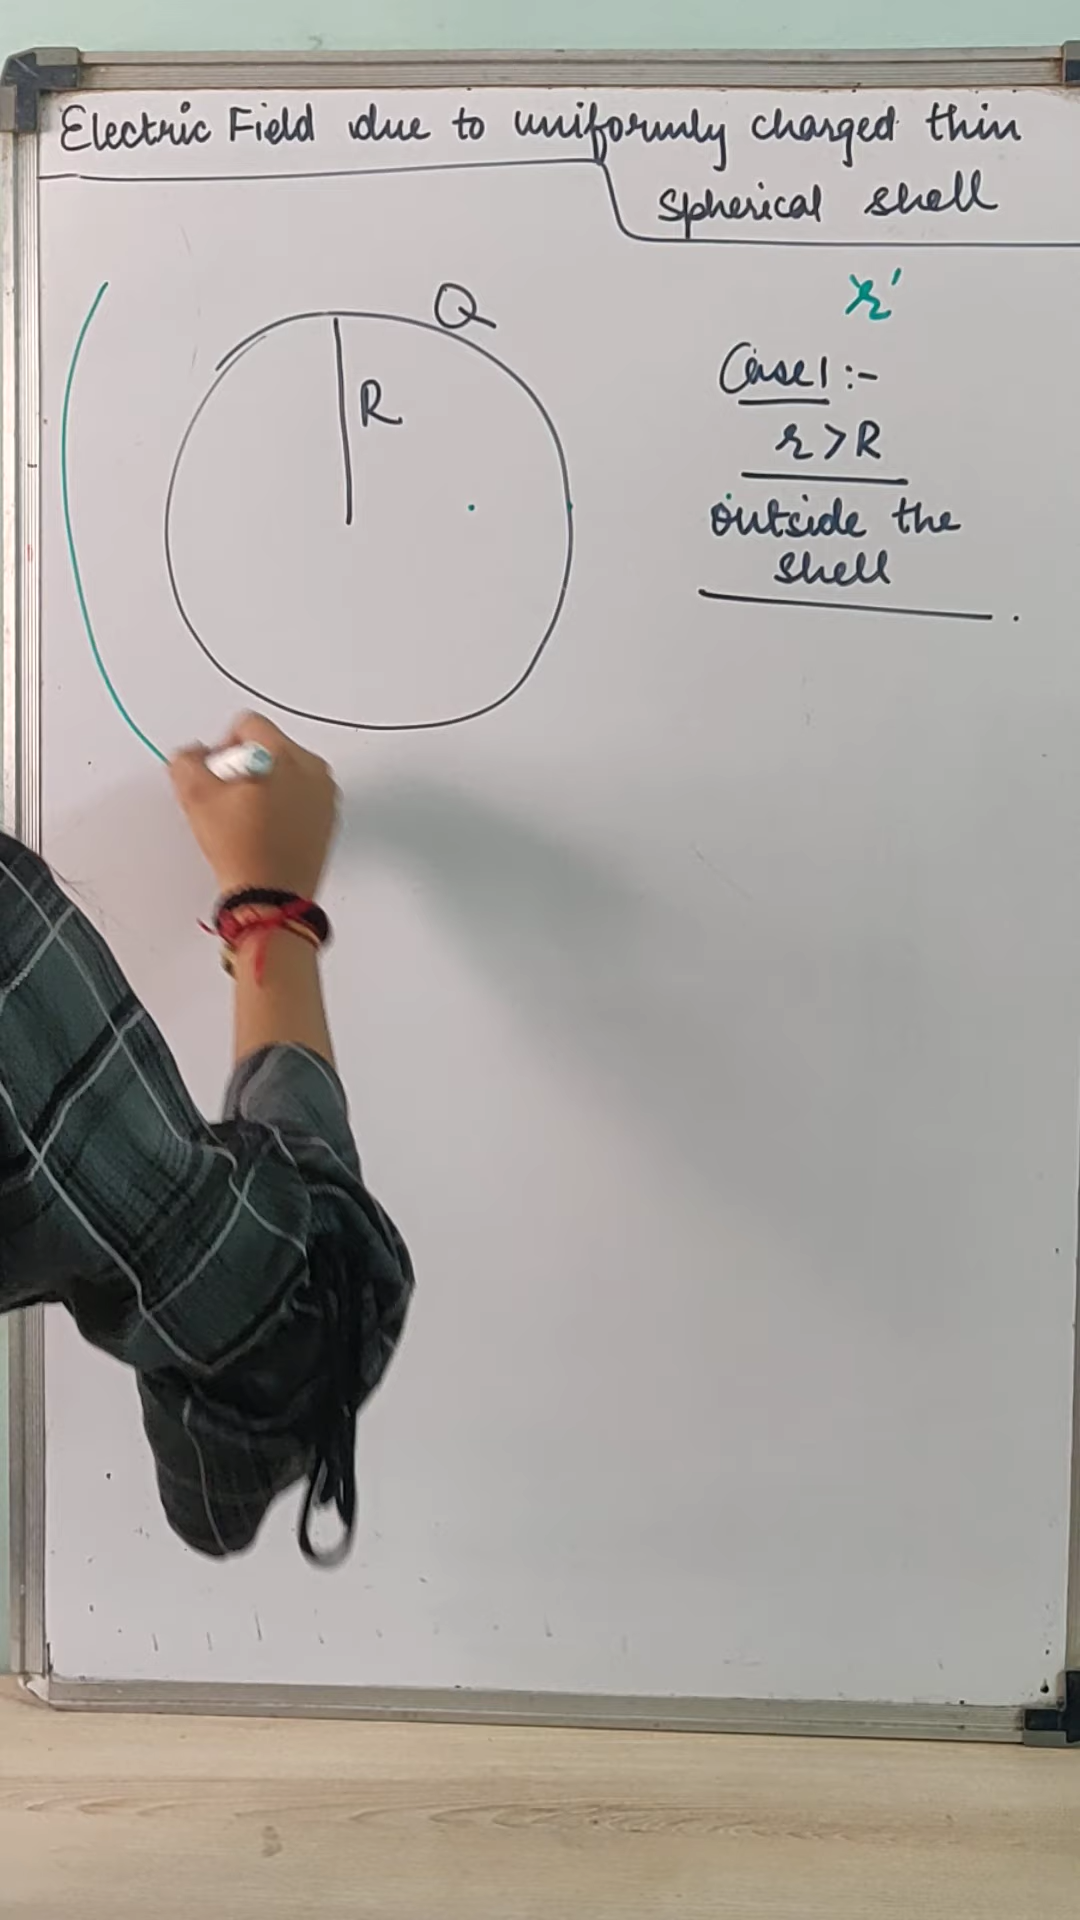 Electric Field due to uniformly charged thin
spherical shell
Q
R
r'
Case 1 :-
r > R
outside the
shell